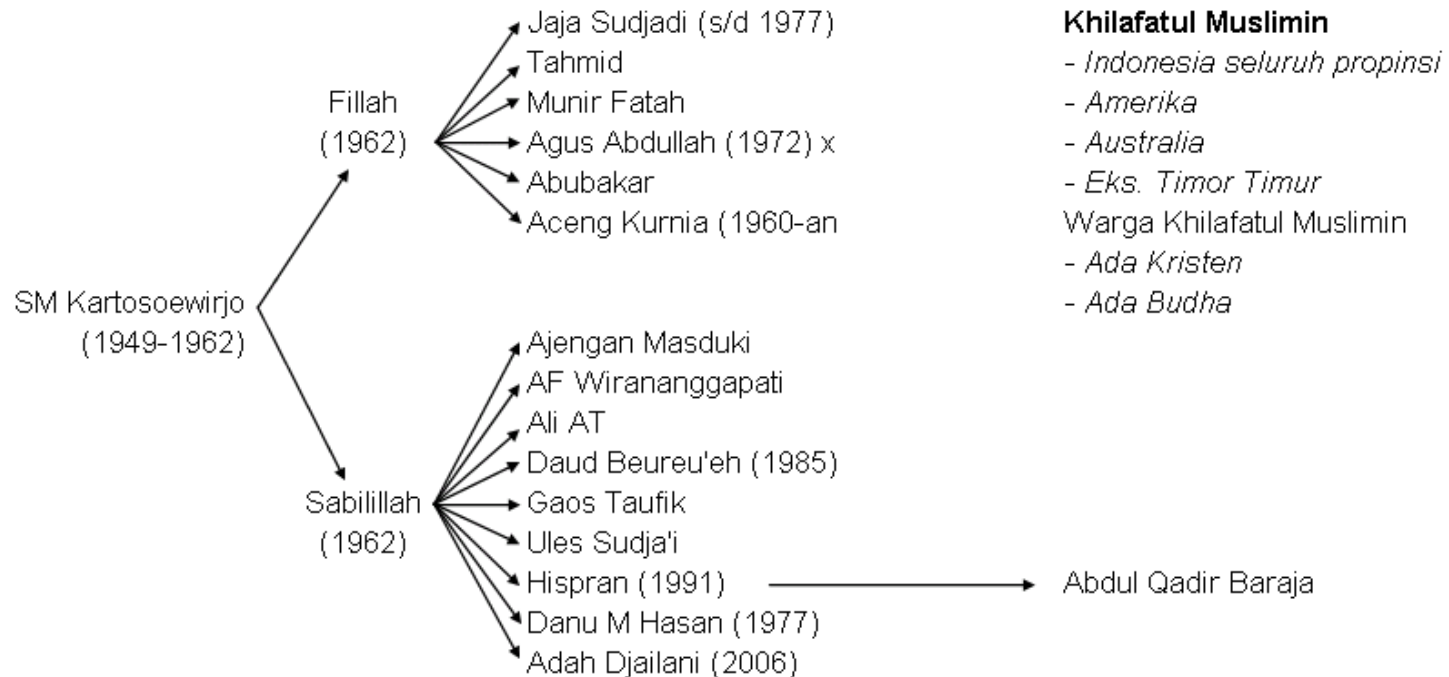 Jaja Sudjadi (s/d 1977)
Tahmid
Fillah
(1962)
Munir Fatah
Agus Abdullah (1972) x
Abubakar
Aceng Kurnia (1960-an
Khilafatul Muslimin
- Indonesia seluruh propinsi
- Amerika
- Australia
- Eks. Timor Timur
Warga Khilafatul Muslimin
- Ada Kristen
- Ada Budha
SM Kartosoewirjo
(1949-1962)
Ajengan Masduki
AF Wirananggapati
Ali AT
Daud Beureu'eh (1985)
Sabilillah
(1962)
Gaos Taufik
Ules Sudja'i
Hispran (1991)
Abdul Qadir Baraja
Danu M Hasan (1977)
Adah Djailani (2006)